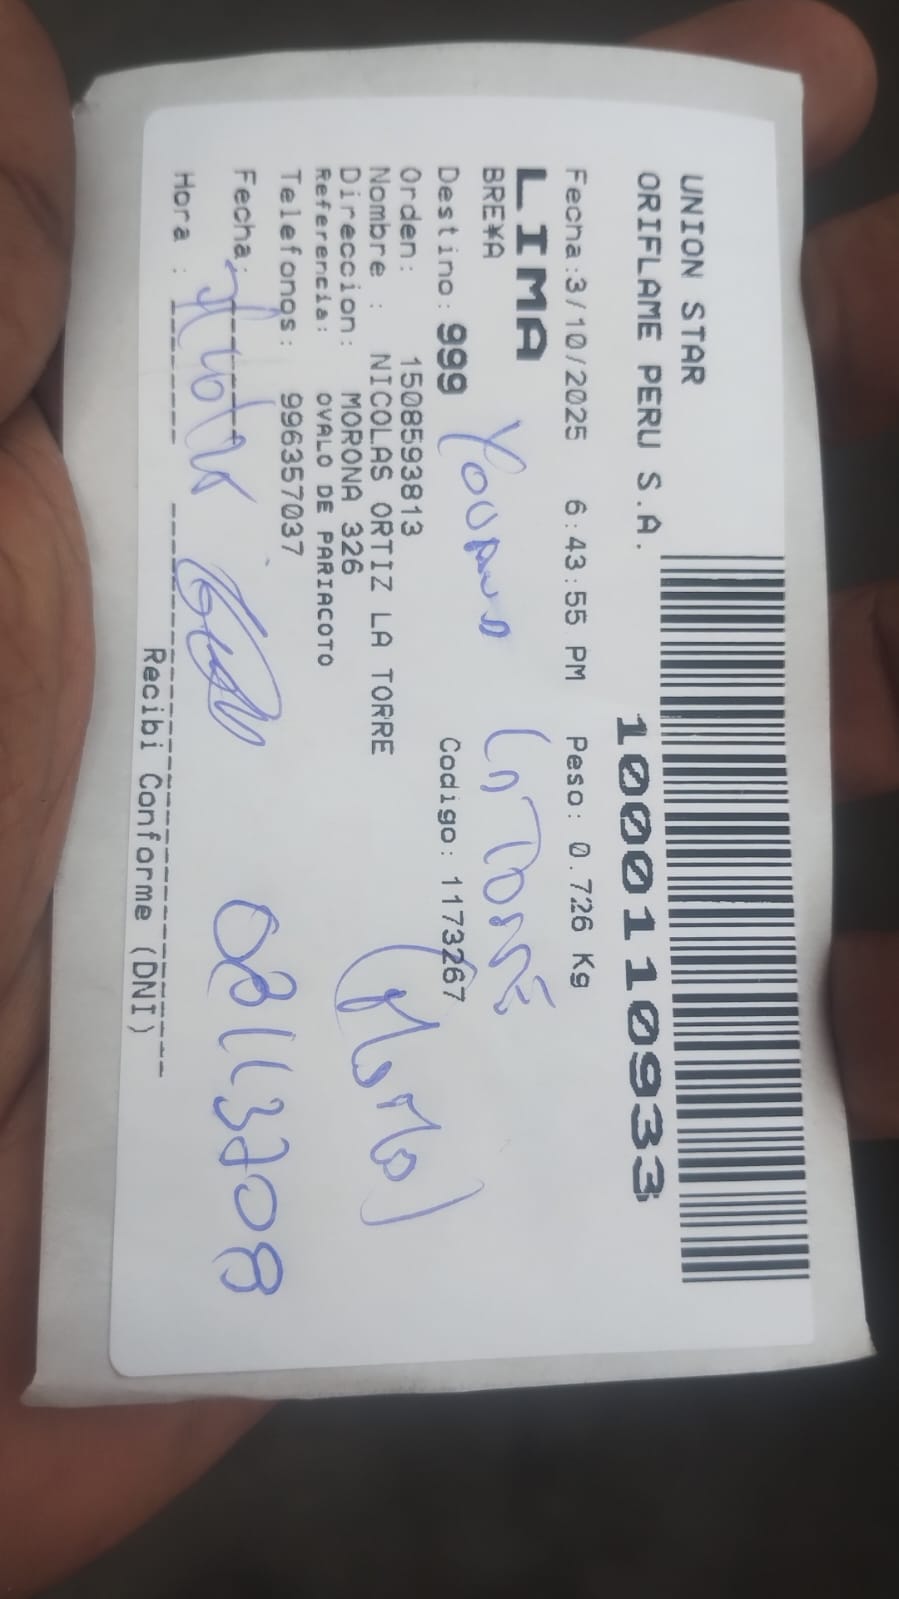 UNION STAR
ORIFLAME PERU S.A.
1000110933
Fecha:3/10/2025 6:43:55 PM Peso: 0.726 Kg
LIMA
BRE¥A
Destino: 999 Codigo: 1173267
Orden: 1508593813
Nombre : NICOLAS ORTIZ LA TORRE
Direccion: MORONA 326
Referencia: OVALO DE PARIACOTO
Telefonos: 996357037
Fecha:
Hora :
Recibi Conforme (DNI)